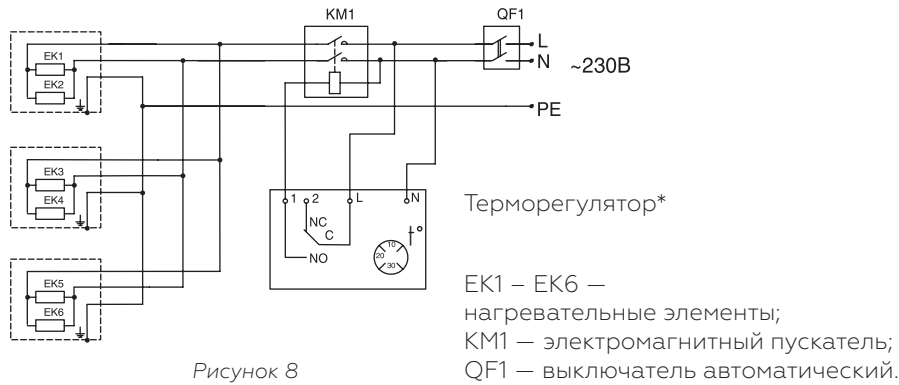 KM1
QF1
L
N
~230В
PE
EK1
EK2
EK3
EK4
EK5
EK6
1 2 L N
NC
C
NO
t°
10
20
30
Терморегулятор*
EK1 – EK6 —
нагревательные элементы;
KM1 — электромагнитный пускатель;
QF1 — выключатель автоматический.
Рисунок 8